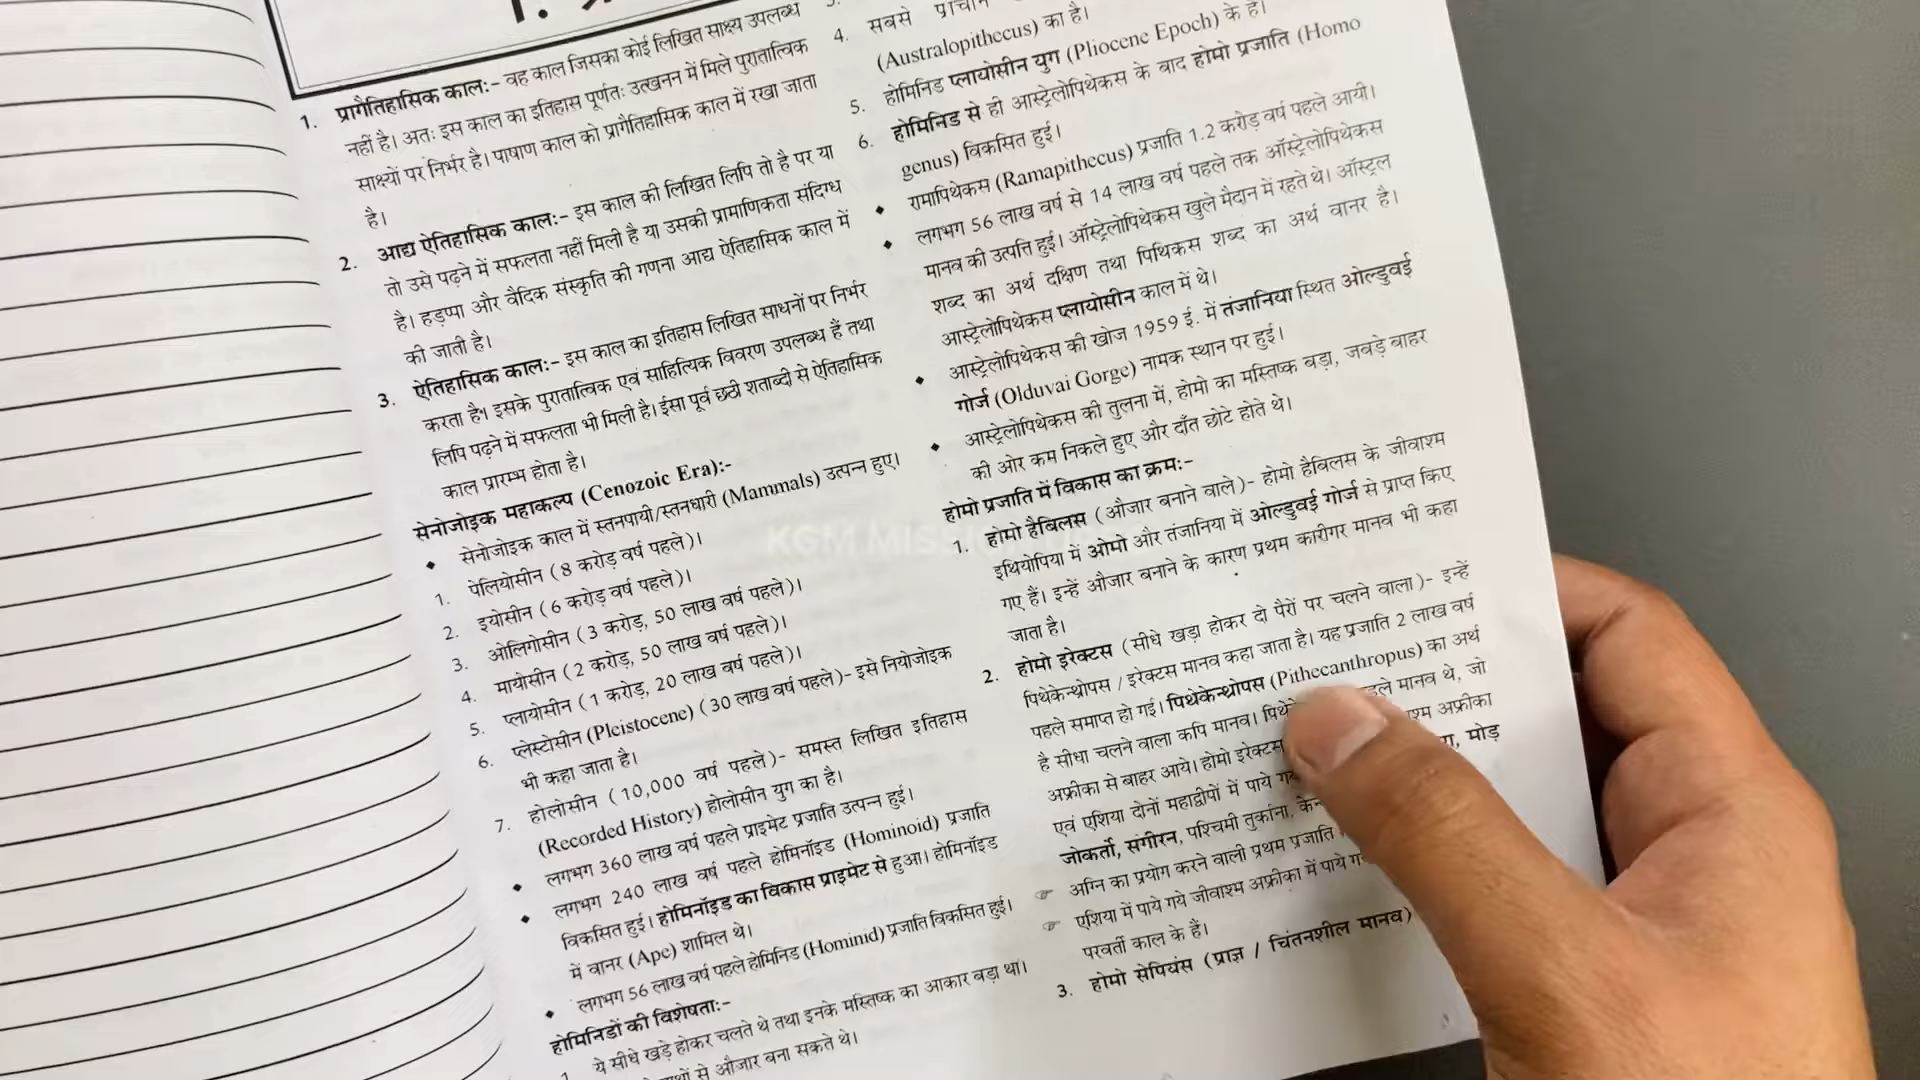 1. प्रागैतिहासिक काल:- वह काल जिसका कोई लिखित साक्ष्य उपलब्ध
नहीं है। अतः इस काल का इतिहास पूर्णतः उत्खनन में मिले पुरातात्विक
साक्ष्यों पर निर्भर है। पाषाण काल को प्रागैतिहासिक काल में रखा जाता
है।
2. आद्य ऐतिहासिक काल:- इस काल की लिखित लिपि तो है पर या
तो उसे पढ़ने में सफलता नहीं मिली है या उसकी प्रामाणिकता संदिग्ध
है। हड़प्पा और वैदिक संस्कृति की गणना आद्य ऐतिहासिक काल में
की जाती है।
3. ऐतिहासिक काल:- इस काल का इतिहास लिखित साधनों पर निर्भर
करता है। इसके पुरातात्विक एवं साहित्यिक विवरण उपलब्ध हैं तथा
लिपि पढ़ने में सफलता भी मिली है। ईसा पूर्व छठी शताब्दी से ऐतिहासिक
काल प्रारम्भ होता है।
सेनोजोइक महाकल्प (Cenozoic Era):-
♦ सेनोजोइक काल में स्तनपायी/स्तनधारी (Mammals) उत्पन्न हुए।
1. पेलियोसीन (8 करोड़ वर्ष पहले)।
2. इयोसीन (6 करोड़ वर्ष पहले)।
3. ओलिगोसीन (3 करोड़, 50 लाख वर्ष पहले)।
4. मायोसीन (2 करोड़, 50 लाख वर्ष पहले)।
5. प्लायोसीन (1 करोड़, 20 लाख वर्ष पहले)।
6. प्लेस्टोसीन (Pleistocene) (30 लाख वर्ष पहले)- इसे नियोजोइक
भी कहा जाता है।
7. होलोसीन (10,000 वर्ष पहले)- समस्त लिखित इतिहास
(Recorded History) होलोसीन युग का है।
♦ लगभग 360 लाख वर्ष पहले प्राइमेट प्रजाति उत्पन्न हुई।
♦ लगभग 240 लाख वर्ष पहले होमिनॉइड (Hominoid) प्रजाति
विकसित हुई। होमिनॉइड का विकास प्राइमेट से हुआ। होमिनॉइड
में वानर (Ape) शामिल थे।
♦ लगभग 56 लाख वर्ष पहले होमिनिड (Hominid) प्रजाति विकसित हुई।
होमिनिडों की विशेषता:-
1. ये सीधे खड़े होकर चलते थे तथा इनके मस्तिष्क का आकार बड़ा था।
से औजार बना सकते थे।
4. सबसे प्राचीन
(Australopithecus) का है।
5. होमिनिड प्लायोसीन युग (Pliocene Epoch) के हैं।
6. होमिनिड से ही आस्ट्रेलोपिथेकस के बाद होमो प्रजाति (Homo
genus) विकसित हुई।
♦ रामापिथेकस (Ramapithecus) प्रजाति 1.2 करोड़ वर्ष पहले आयी।
♦ लगभग 56 लाख वर्ष से 14 लाख वर्ष पहले तक ऑस्ट्रेलोपिथेकस
मानव की उत्पत्ति हुई। ऑस्ट्रेलोपिथेकस खुले मैदान में रहते थे। ऑस्ट्रल
शब्द का अर्थ दक्षिण तथा पिथिकस शब्द का अर्थ वानर है।
आस्ट्रेलोपिथेकस प्लायोसीन काल में थे।
♦ आस्ट्रेलोपिथेकस की खोज 1959 ई. में तंजानिया स्थित ओल्डुवई
गोर्ज (Olduvai Gorge) नामक स्थान पर हुई।
♦ आस्ट्रेलोपिथेकस की तुलना में, होमो का मस्तिष्क बड़ा, जबड़े बाहर
की ओर कम निकले हुए और दाँत छोटे होते थे।
होमो प्रजाति में विकास का क्रम:-
1. होमो हैबिलस (औजार बनाने वाले)- होमो हैबिलस के जीवाश्म
इथियोपिया में ओमो और तंजानिया में ओल्डुवई गोर्ज से प्राप्त किए
गए हैं। इन्हें औजार बनाने के कारण प्रथम कारीगर मानव भी कहा
जाता है।
2. होमो इरेक्टस (सीधे खड़ा होकर दो पैरों पर चलने वाला)- इन्हें
पिथेकेन्थ्रोपस / इरेक्टस मानव कहा जाता है। यह प्रजाति 2 लाख वर्ष
पहले समाप्त हो गई। पिथेकेन्थ्रोपस (Pithecanthropus) का अर्थ
है सीधा चलने वाला कपि मानव। मानव थे, जो
अफ्रीका से बाहर आये। होमो इरेक्टस अफ्रीका
एवं एशिया दोनों महाद्वीपों में पाये मोड़
जोकर्तो, संगीरन, पश्चिमी तुर्काना,
☞ अग्नि का प्रयोग करने वाली प्रथम प्रजाति
☞ एशिया में पाये गये जीवाश्म अफ्रीका में पाये
परवर्ती काल के हैं।
3. होमो सेपियंस (प्राज्ञ / चिंतनशील मानव)
KGM MISSION